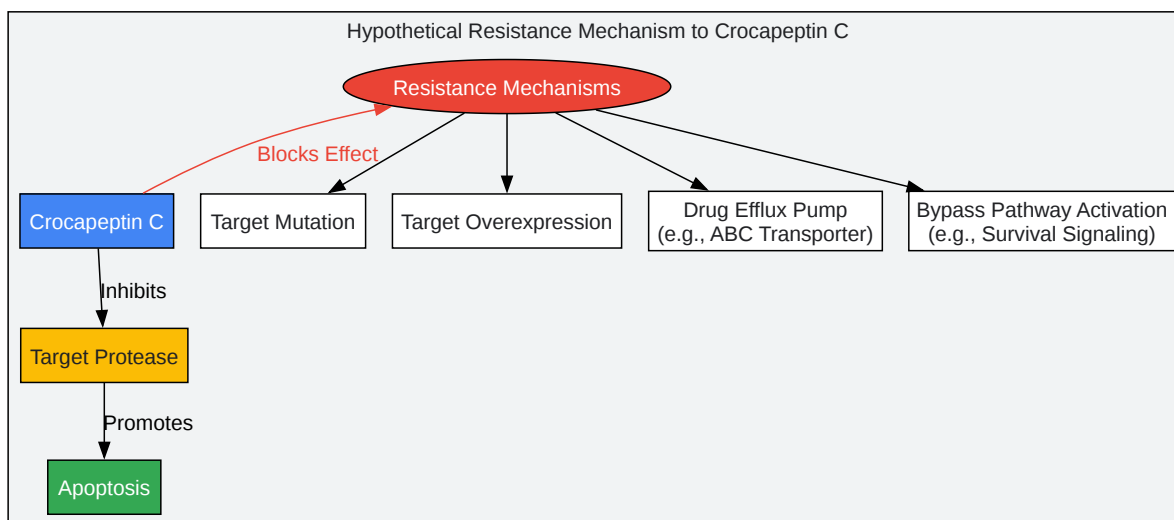 Hypothetical Resistance Mechanism to Crocapeptin C
Resistance Mechanisms
Blocks Effect
Crocapeptin C
Target Mutation
Target Overexpression
Drug Efflux Pump
(e.g., ABC Transporter)
Bypass Pathway Activation
(e.g., Survival Signaling)
Inhibits
Target Protease
Promotes
Apoptosis